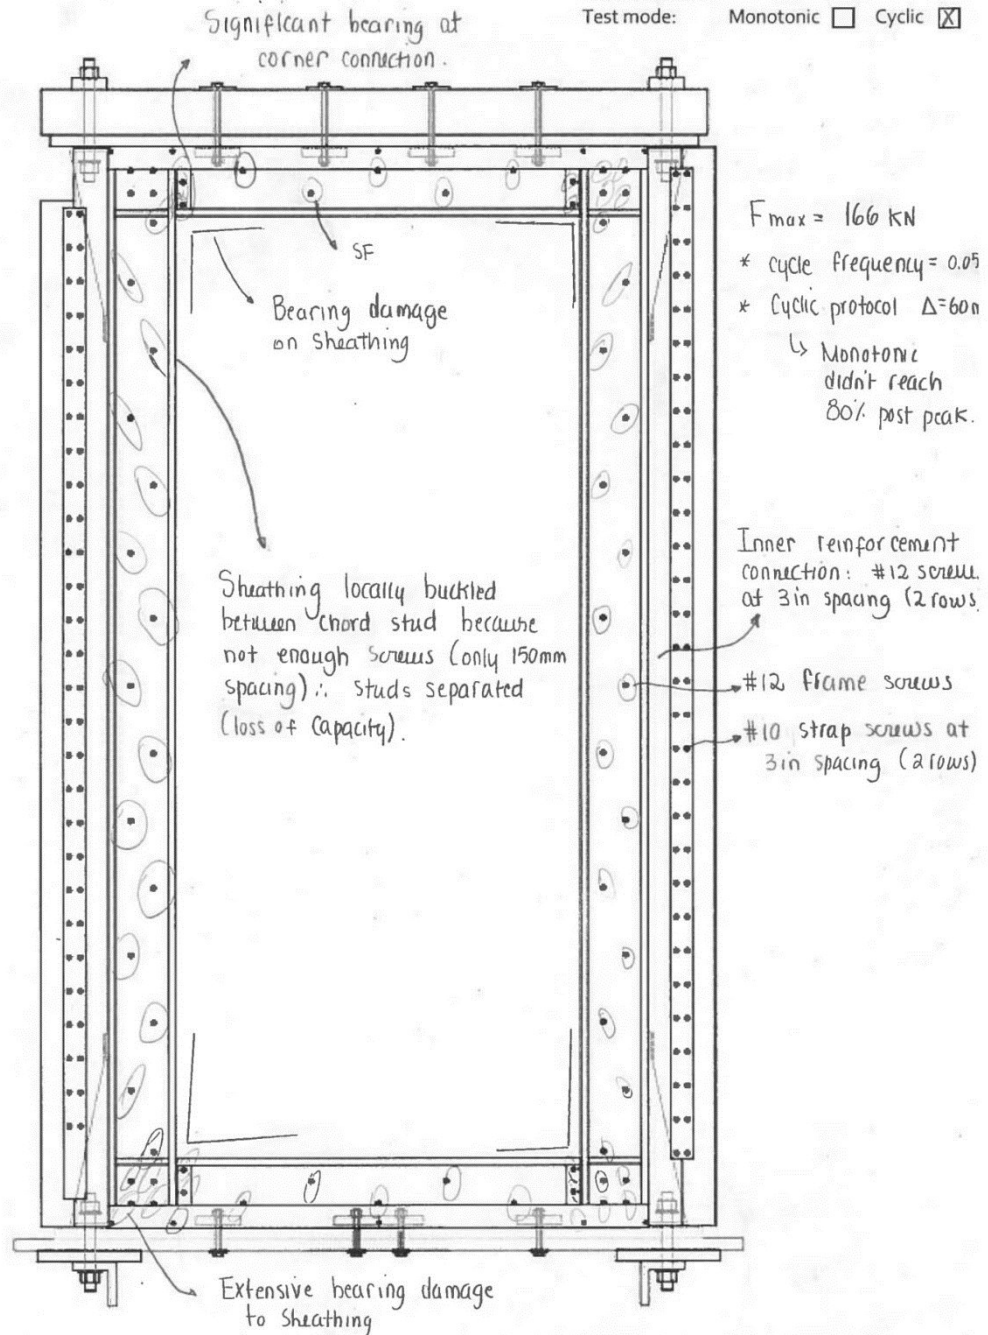 Test mode: Monotonic Cyclic X
Significant bearing at
corner connection.
Fmax = 166 KN
* cycle frequency = 0.05
* Cyclic protocol Δ=60
↳ Monotonic
didn't reach
80% post peak.
SF
Bearing damage
on sheathing
Sheathing locally buckled
between chord stud because
not enough screws (only 150mm
spacing) ∴ studs separated
(loss of capacity).
Inner reinforcement
connection: #12 screw
at 3in spacing (2 rows
#12 frame screws
#10 strap screws at
3in spacing (2 rows)
Extensive bearing damage
to sheathing